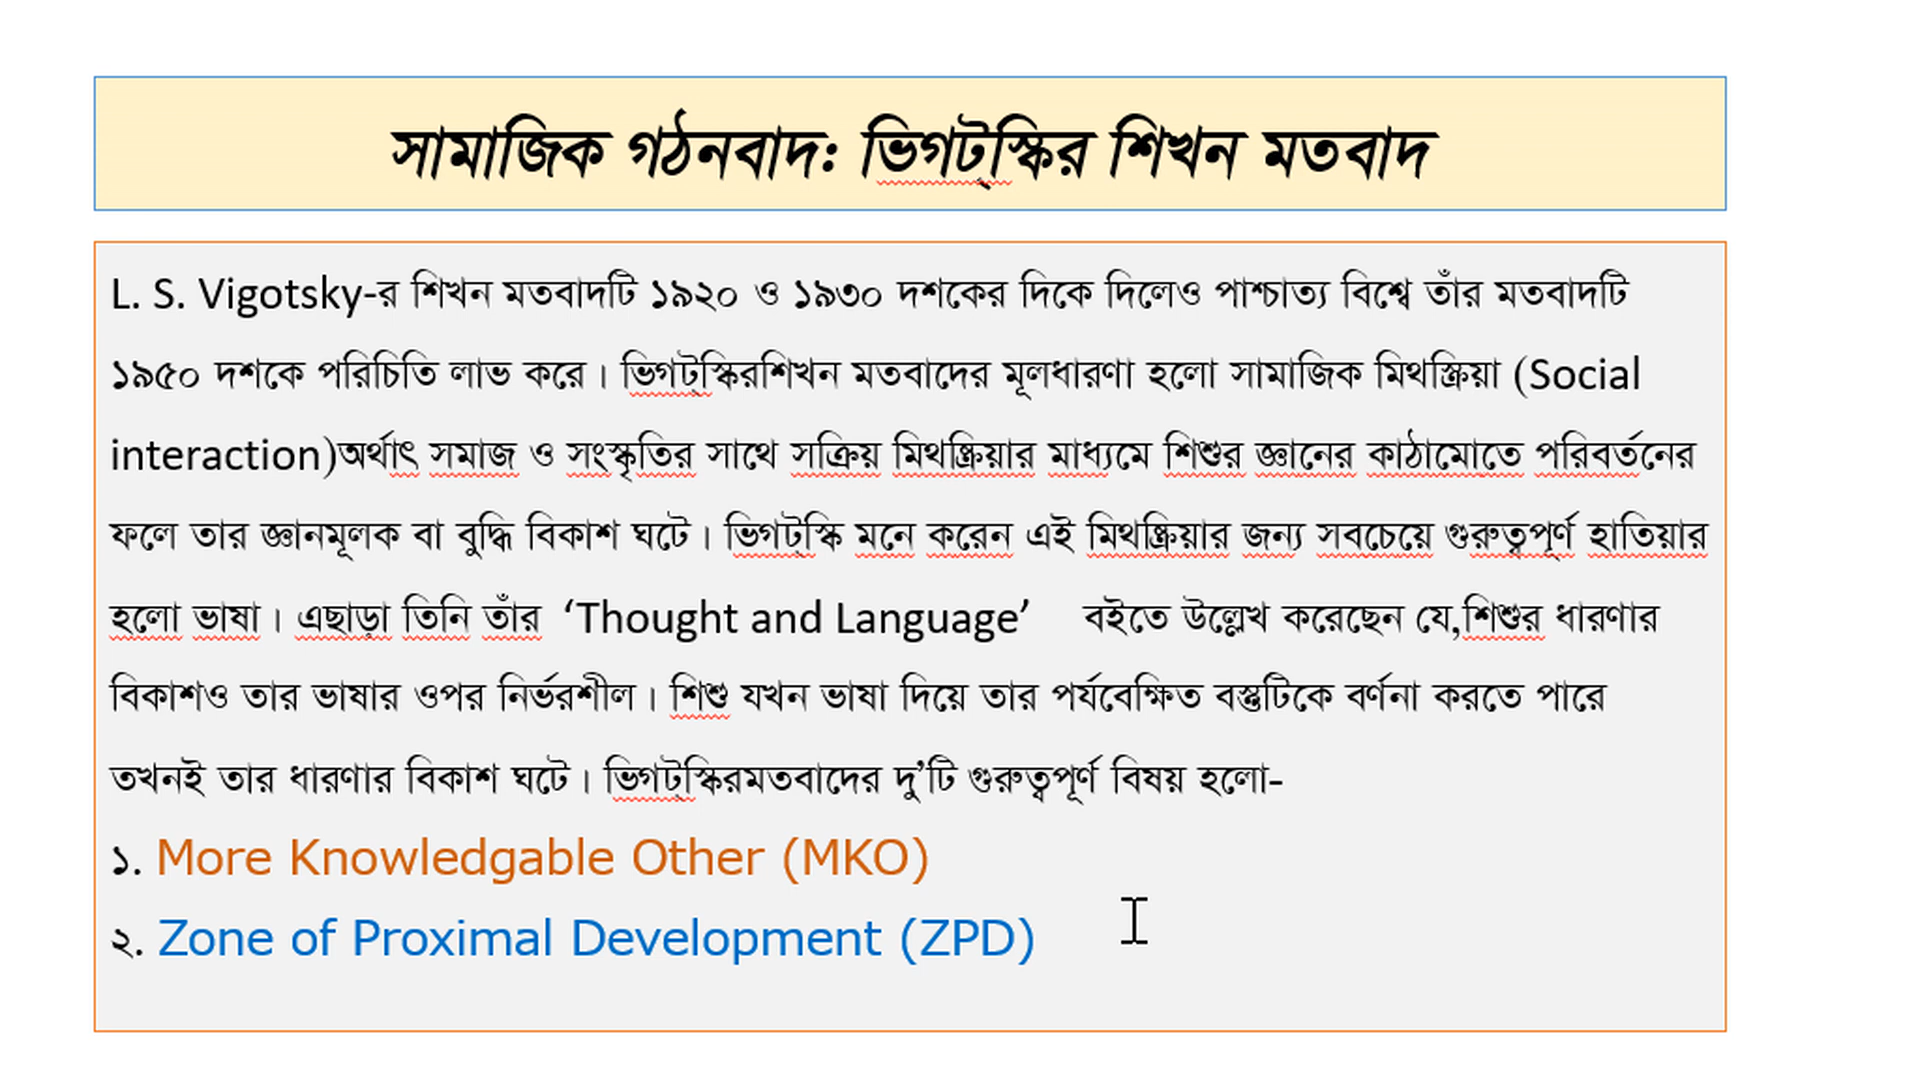 সামাজিক গঠনবাদ: ভিগট্স্কির শিখন মতবাদ
L. S. Vigotsky-র শিখন মতবাদটি ১৯২০ ও ১৯৩০ দশকের দিকে দিলেও পাশ্চাত্য বিশ্বে তাঁর মতবাদটি
১৯৫০ দশকে পরিচিতি লাভ করে। ভিগট্স্কিরশিখন মতবাদের মূলধারণা হলো সামাজিক মিথস্ক্রিয়া (Social
interaction)অর্থাৎ সমাজ ও সংস্কৃতির সাথে সক্রিয় মিথষ্ক্রিয়ার মাধ্যমে শিশুর জ্ঞানের কাঠামোতে পরিবর্তনের
ফলে তার জ্ঞানমূলক বা বুদ্ধি বিকাশ ঘটে। ভিগট্স্কি মনে করেন এই মিথষ্ক্রিয়ার জন্য সবচেয়ে গুরুত্বপূর্ণ হাতিয়ার
হলো ভাষা। এছাড়া তিনি তাঁর ‘Thought and Language’ বইতে উল্লেখ করেছেন যে,শিশুর ধারণার
বিকাশও তার ভাষার ওপর নির্ভরশীল। শিশু যখন ভাষা দিয়ে তার পর্যবেক্ষিত বস্তুটিকে বর্ণনা করতে পারে
তখনই তার ধারণার বিকাশ ঘটে। ভিগট্স্কিরমতবাদের দু’টি গুরুত্বপূর্ণ বিষয় হলো-
১. More Knowledgable Other (MKO)
২. Zone of Proximal Development (ZPD)